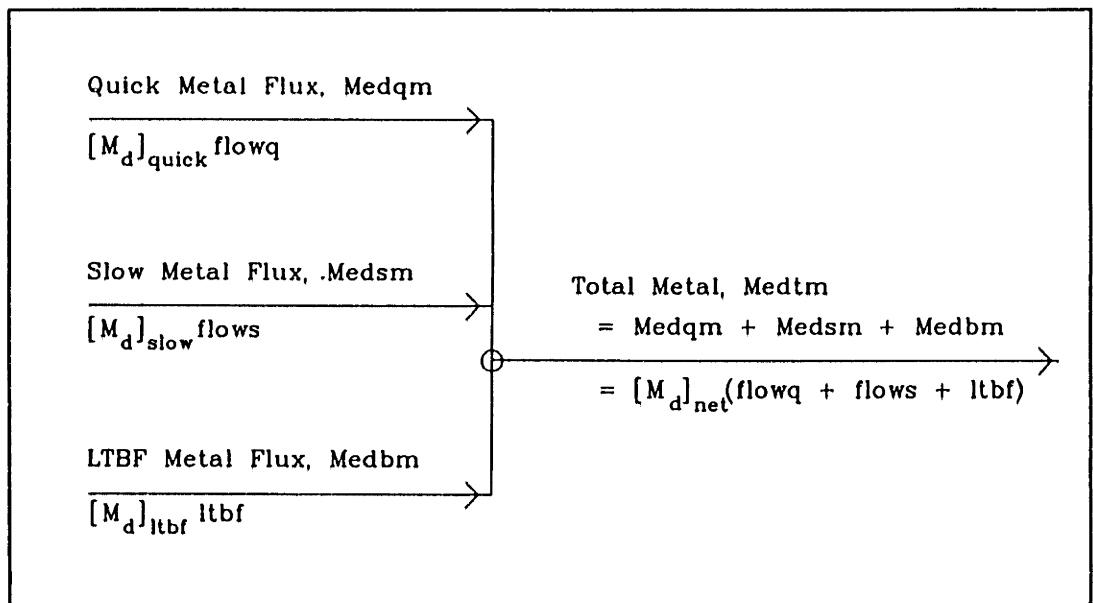 Quick Metal Flux, Medqm
[M_d]_quick flowq
Slow Metal Flux, .Medsm
[M_d]_slow flows
LTBF Metal Flux, Medbm
[M_d]_ltbf ltbf
Total Metal, Medtm
= Medqm + Medsm + Medbm
= [M_d]_net(flowq + flows + ltbf)